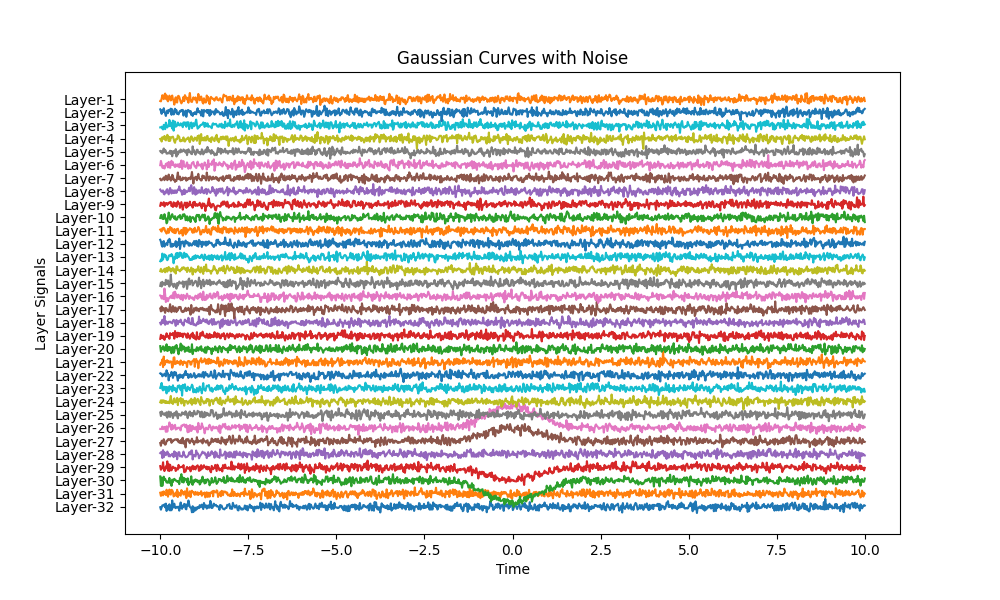 Gaussian Curves with Noise
Layer-1
Layer-2
Layer-3
Layer-4
Layer-5
Layer-6
Layer-7
Layer-8
Layer-9
Layer-10
Layer-11
Layer-12
Layer-13
Layer-14
Layer-15
Layer-16
Layer-17
Layer-18
Layer-19
Layer-20
Layer-21
Layer-22
Layer-23
Layer-24
Layer-25
Layer-26
Layer-27
Layer-28
Layer-29
Layer-30
Layer-31
Layer-32
Layer Signals
−10.0 −7.5 −5.0 −2.5 0.0 2.5 5.0 7.5 10.0
Time